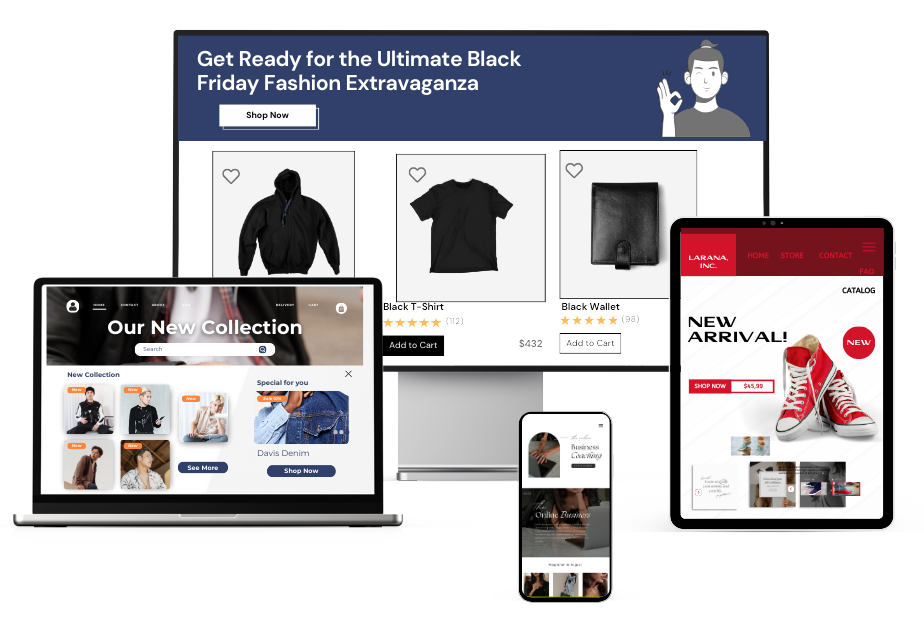 Get Ready for the Ultimate Black
Friday Fashion Extravaganza
Shop Now
Black T-Shirt
(112)
Add to Cart
$432
Black Wallet
(98)
Add to Cart
HOME
CONTACT
DELIVERY
CART
Our New Collection
Search
New Collection
New
New
New
New
New
See More
Special for you
Davis Denim
Shop Now
LARANA,
INC.
HOME
STORE
CONTACT
FAQ
CATALOG
NEW
ARRIVAL!
NEW
SHOP NOW
$45,99
Business
Coaching
The
Online Business